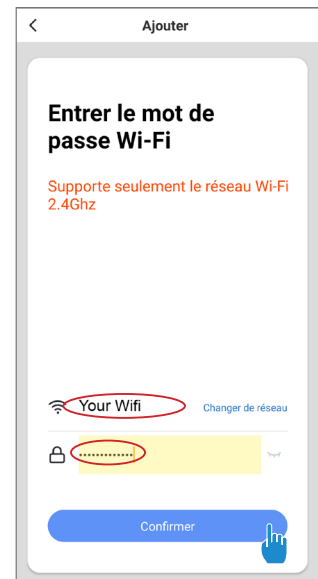 Ajouter
Entrer le mot de
passe Wi-Fi
Supporte seulement le réseau Wi-Fi
2.4Ghz
Your Wifi
Changer de réseau
•••••••••••••
Confirmer